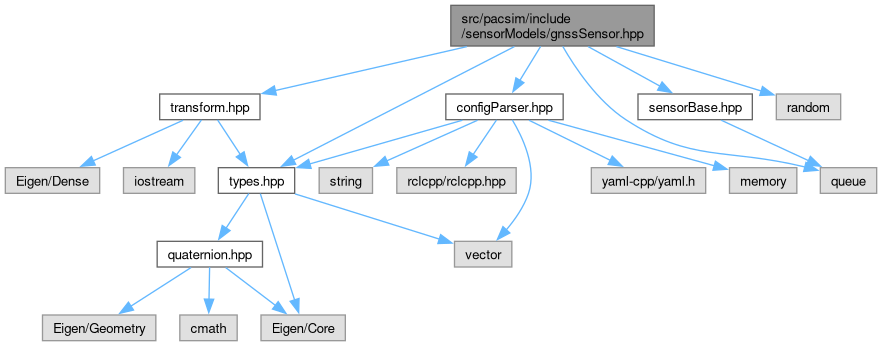 src/pacsim/include
/sensorModels/gnssSensor.hpp
transform.hpp
configParser.hpp
sensorBase.hpp
random
Eigen/Dense
iostream
types.hpp
string
rclcpp/rclcpp.hpp
yaml-cpp/yaml.h
memory
queue
quaternion.hpp
vector
Eigen/Geometry
cmath
Eigen/Core